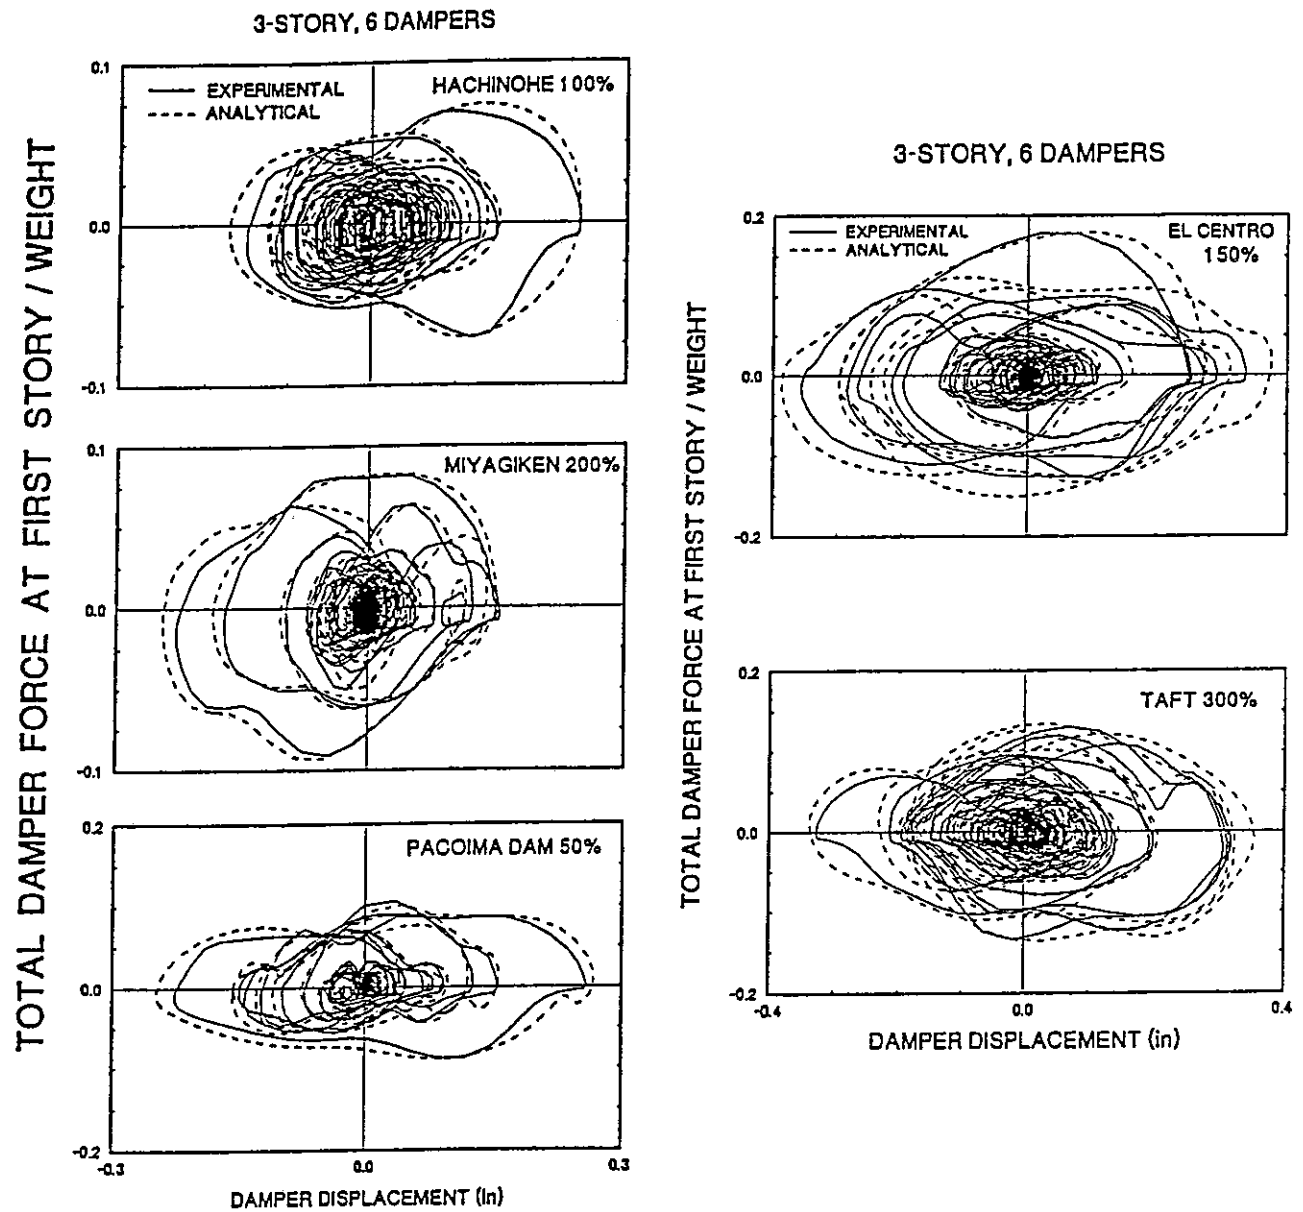 3-STORY, 6 DAMPERS
TOTAL DAMPER FORCE AT FIRST STORY / WEIGHT
0.1
EXPERIMENTAL
ANALYTICAL
HACHINOHE 100%
0.0
-0.1
0.1
MIYAGIKEN 200%
0.0
-0.1
0.2
PACOIMA DAM 50%
0.0
-0.2
-0.3 0.0 0.3
DAMPER DISPLACEMENT (in)
3-STORY, 6 DAMPERS
TOTAL DAMPER FORCE AT FIRST STORY / WEIGHT
0.2
EXPERIMENTAL
ANALYTICAL
EL CENTRO
150%
0.0
-0.2
0.2
TAFT 300%
0.0
-0.2
-0.4 0.0 0.4
DAMPER DISPLACEMENT (in)